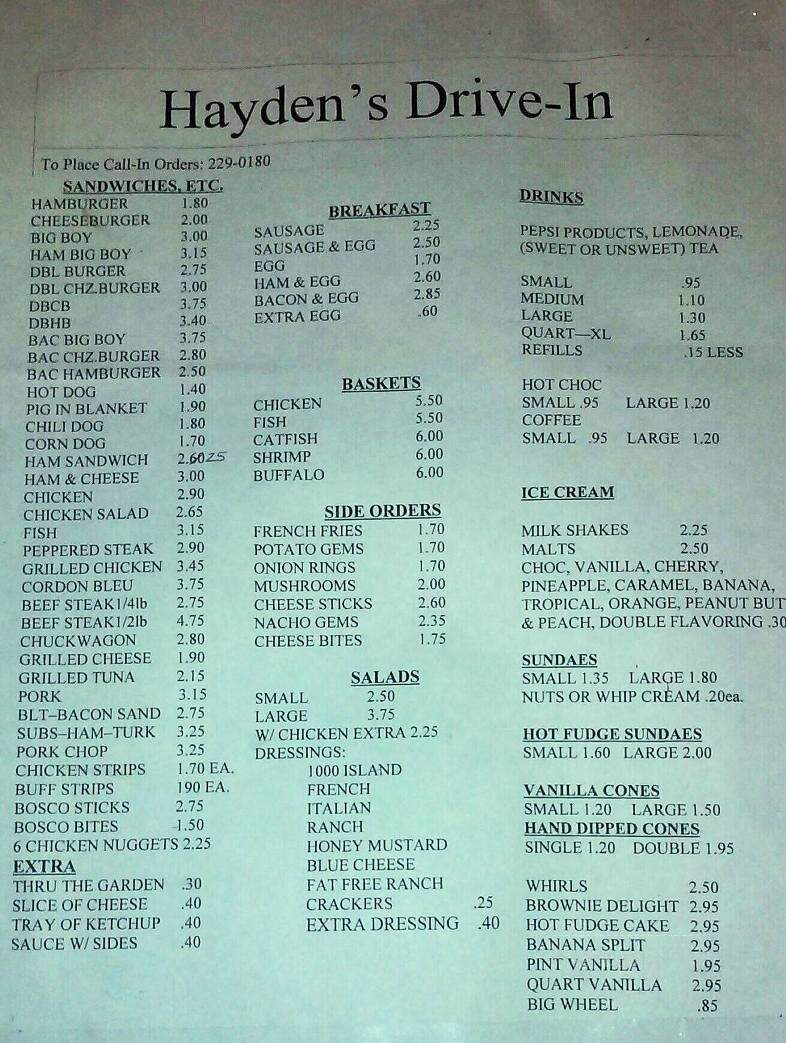 Hayden's Drive-In
To Place Call-In Orders: 229-0180
SANDWICHES, ETC.
HAMBURGER 1.80
CHEESEBURGER 2.00
BIG BOY 3.00
HAM BIG BOY 3.15
DBL BURGER 2.75
DBL CHZ.BURGER 3.00
DBCB 3.75
DBHB 3.40
BAC BIG BOY 3.75
BAC CHZ.BURGER 2.80
BAC HAMBURGER 2.50
HOT DOG 1.40
PIG IN BLANKET 1.90
CHILI DOG 1.80
CORN DOG 1.70
HAM SANDWICH 2.6025
HAM & CHEESE 3.00
CHICKEN 2.90
CHICKEN SALAD 2.65
FISH 3.15
PEPPERED STEAK 2.90
GRILLED CHICKEN 3.45
CORDON BLEU 3.75
BEEF STEAK1/4lb 2.75
BEEF STEAK1/2lb 4.75
CHUCKWAGON 2.80
GRILLED CHEESE 1.90
GRILLED TUNA 2.15
PORK 3.15
BLT–BACON SAND 2.75
SUBS–HAM–TURK 3.25
PORK CHOP 3.25
CHICKEN STRIPS 1.70 EA.
BUFF STRIPS 190 EA.
BOSCO STICKS 2.75
BOSCO BITES 1.50
6 CHICKEN NUGGETS 2.25
EXTRA
THRU THE GARDEN .30
SLICE OF CHEESE .40
TRAY OF KETCHUP .40
SAUCE W/ SIDES .40
BREAKFAST
SAUSAGE 2.25
SAUSAGE & EGG 2.50
EGG 1.70
HAM & EGG 2.60
BACON & EGG 2.85
EXTRA EGG .60
BASKETS
CHICKEN 5.50
FISH 5.50
CATFISH 6.00
SHRIMP 6.00
BUFFALO 6.00
SIDE ORDERS
FRENCH FRIES 1.70
POTATO GEMS 1.70
ONION RINGS 1.70
MUSHROOMS 2.00
CHEESE STICKS 2.60
NACHO GEMS 2.35
CHEESE BITES 1.75
SALADS
SMALL 2.50
LARGE 3.75
W/ CHICKEN EXTRA 2.25
DRESSINGS:
1000 ISLAND
FRENCH
ITALIAN
RANCH
HONEY MUSTARD
BLUE CHEESE
FAT FREE RANCH
CRACKERS .25
EXTRA DRESSING .40
DRINKS
PEPSI PRODUCTS, LEMONADE,
(SWEET OR UNSWEET) TEA
SMALL .95
MEDIUM 1.10
LARGE 1.30
QUART—XL 1.65
REFILLS .15 LESS
HOT CHOC
SMALL .95 LARGE 1.20
COFFEE
SMALL .95 LARGE 1.20
ICE CREAM
MILK SHAKES 2.25
MALTS 2.50
CHOC, VANILLA, CHERRY,
PINEAPPLE, CARAMEL, BANANA,
TROPICAL, ORANGE, PEANUT BUT
& PEACH, DOUBLE FLAVORING .30
SUNDAES
SMALL 1.35 LARGE 1.80
NUTS OR WHIP CREAM .20ea.
HOT FUDGE SUNDAES
SMALL 1.60 LARGE 2.00
VANILLA CONES
SMALL 1.20 LARGE 1.50
HAND DIPPED CONES
SINGLE 1.20 DOUBLE 1.95
WHIRLS 2.50
BROWNIE DELIGHT 2.95
HOT FUDGE CAKE 2.95
BANANA SPLIT 2.95
PINT VANILLA 1.95
QUART VANILLA 2.95
BIG WHEEL .85